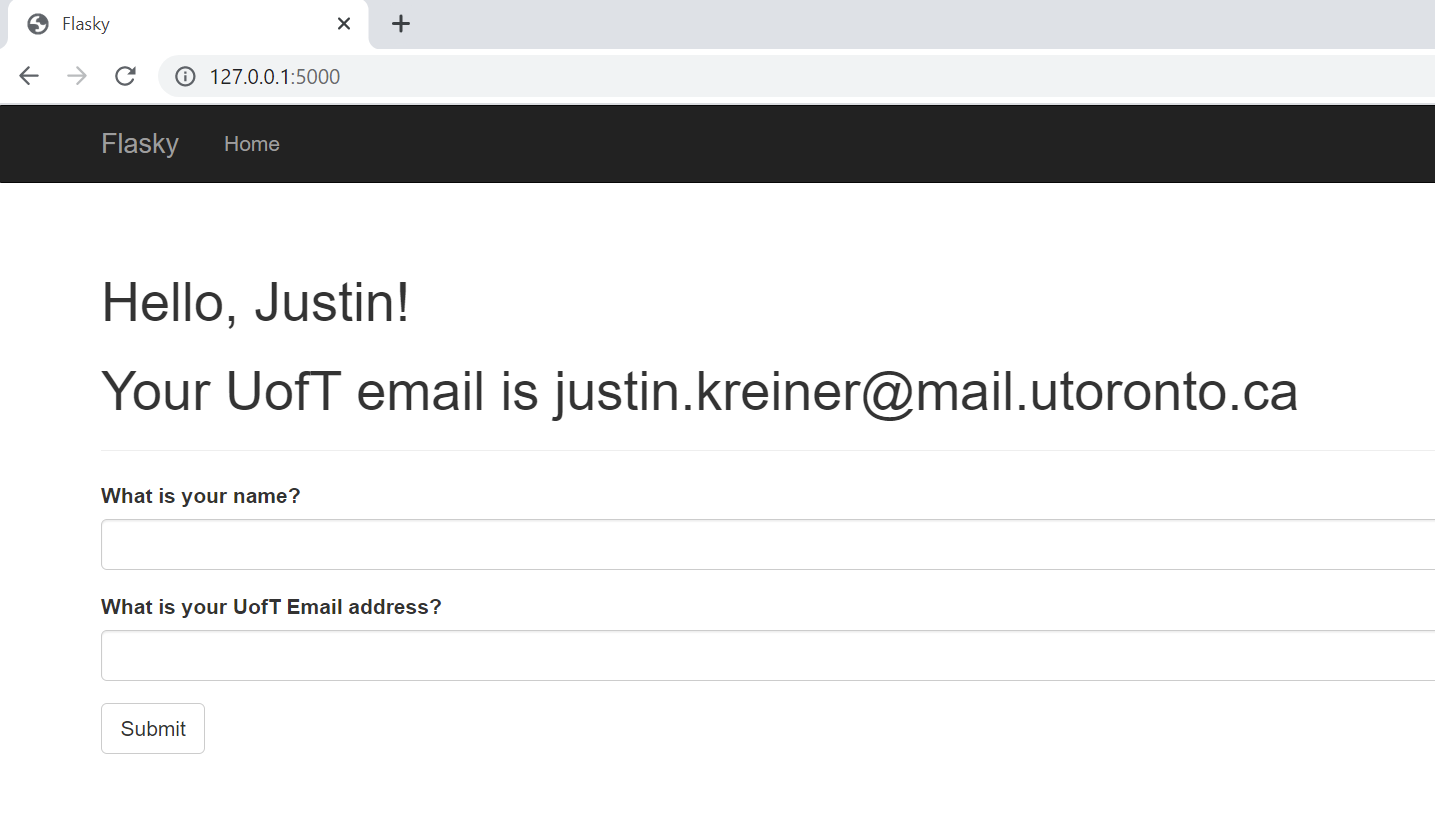 Flasky
127.0.0.1:5000
Flasky Home
Hello, Justin!
Your UofT email is justin.kreiner@mail.utoronto.ca
What is your name?
What is your UofT Email address?
Submit